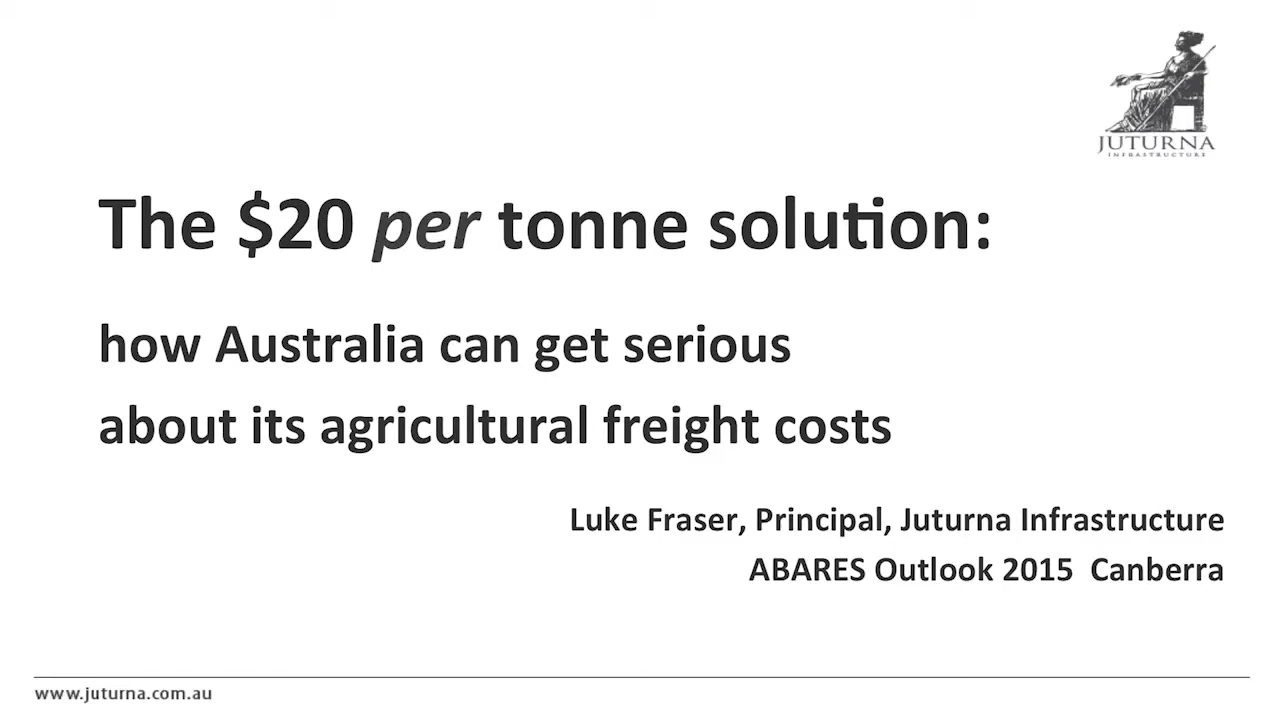 JUTURNA
INFRASTRUCTURE
The $20 per tonne solution:
how Australia can get serious
about its agricultural freight costs
Luke Fraser, Principal, Juturna Infrastructure
ABARES Outlook 2015  Canberra
www.juturna.com.au